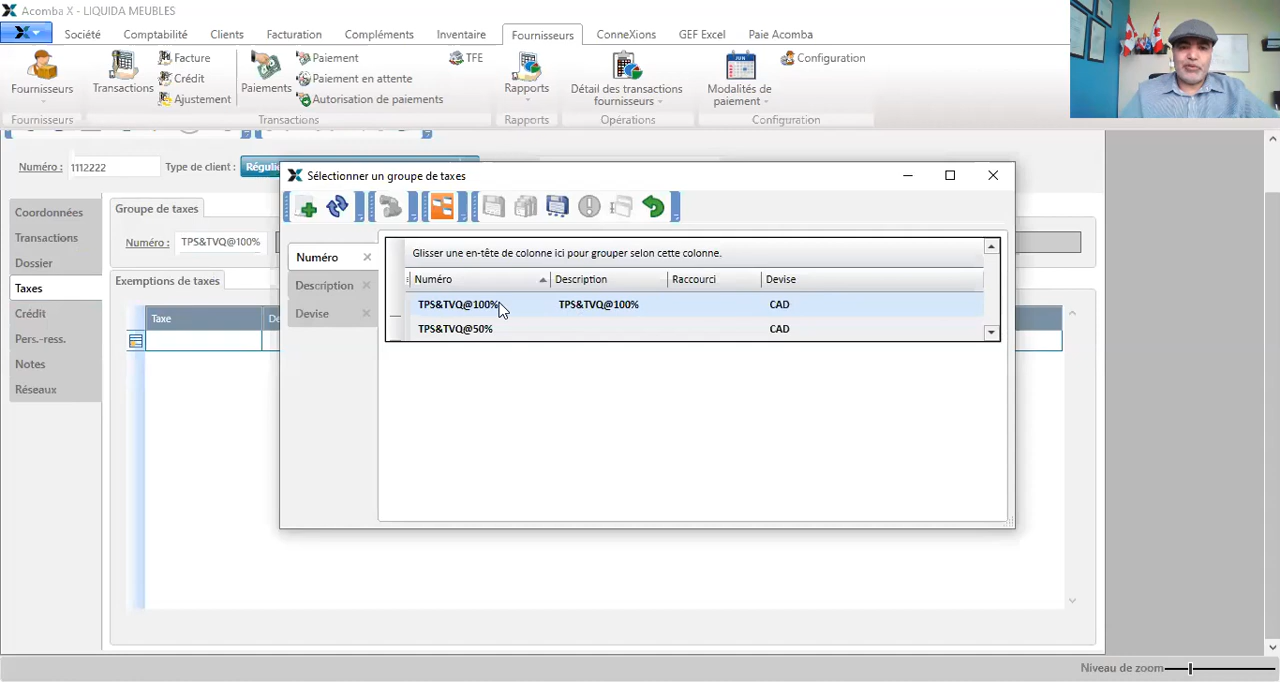 Acomba X - LIQUIDA MEUBLES
Société Comptabilité Clients Facturation Compléments Inventaire Fournisseurs ConneXions GEF Excel Paie Acomba
Fournisseurs
Transactions
Facture
Crédit
Ajustement
Paiements
Paiement
Paiement en attente
Autorisation de paiements
TFE
Rapports
Détail des transactions
fournisseurs
Modalités de
paiement
Configuration
Fournisseurs Transactions Rapports Opérations Configuration
Numéro : 1112222 Type de client :
Sélectionner un groupe de taxes
Coordonnées
Transactions
Dossier
Taxes
Crédit
Pers.-ress.
Notes
Réseaux
Groupe de taxes
Numéro : TPS&TVQ@100%
Exemptions de taxes
Taxe
Numéro
Description
Devise
Glisser une en-tête de colonne ici pour grouper selon cette colonne.
Numéro Description Raccourci Devise
TPS&TVQ@100% TPS&TVQ@100% CAD
TPS&TVQ@50% CAD
Niveau de zoom